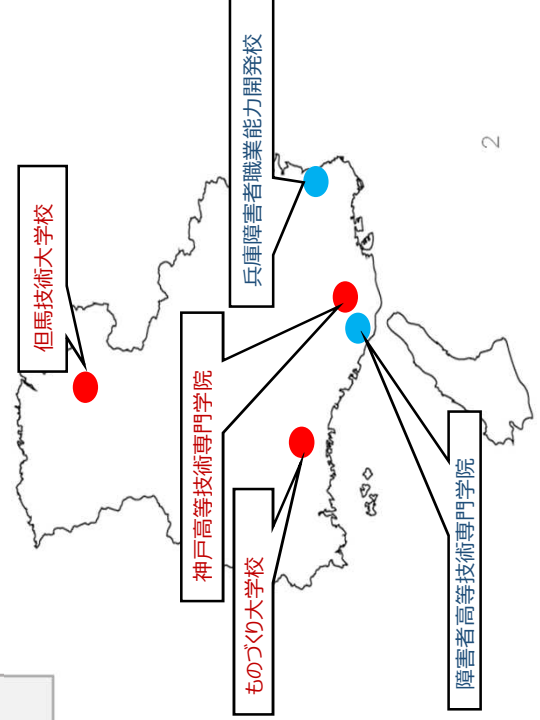 但馬技術大学校
兵庫障害者職業能力開発校
神戸高等技術専門学院
ものづくり大学校
障害者高等技術専門学院
2